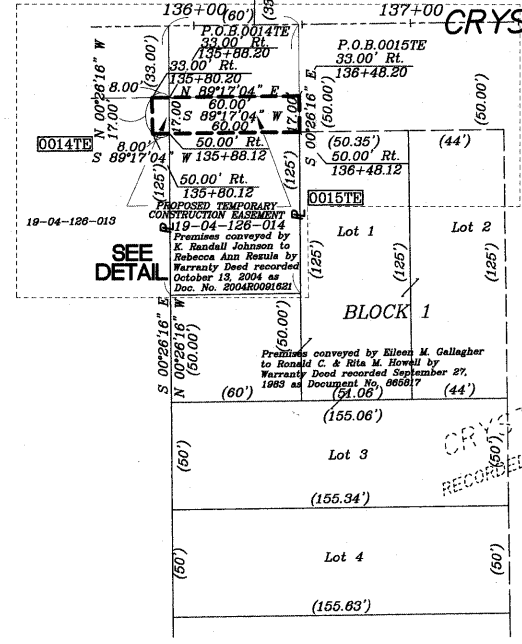 136+00
(60')
137+00
CRYS
(33.00')
N 00°26'16" W
P.O.B.0014TE
33.00' Rt.
135+88.20
P.O.B.0015TE
33.00' Rt.
136+48.20
33.00' Rt.
135+80.20
8.00'
17.00'
N 89°17'04" E
60.00'
S 89°17'04" W
60.00'
17.00'
17.00'
S 00°26'16" E
(50.00')
(50.00')
0014TE
8.00'
50.00' Rt.
S 89°17'04" W 135+88.12
(50.35')
(44')
50.00' Rt.
136+48.12
50.00' Rt.
135+80.12
(125')
(125')
0015TE
PROPOSED TEMPORARY
CONSTRUCTION EASEMENT
19-04-126-013
19-04-126-014
Premises conveyed by
K. Randall Johnson to
Rebecca Ann Rezula by
Warranty Deed recorded
October 13, 2004 as
Doc. No. 2004R0091621
SEE
DETAIL
Lot 1
Lot 2
(125')
(125')
(125')
BLOCK 1
S 00°26'16" E
N 00°26'16" W
(50.00')
(50.00')
Premises conveyed by Eileen M. Gallagher
to Ronald C. & Rita M. Howell by
Warranty Deed recorded September 27,
1983 as Document No. 865817
(60')
(51.06')
(44')
(155.06')
CRYST
RECORDED
(50')
Lot 3
(50')
(155.34')
(50')
Lot 4
(50')
(155.63')